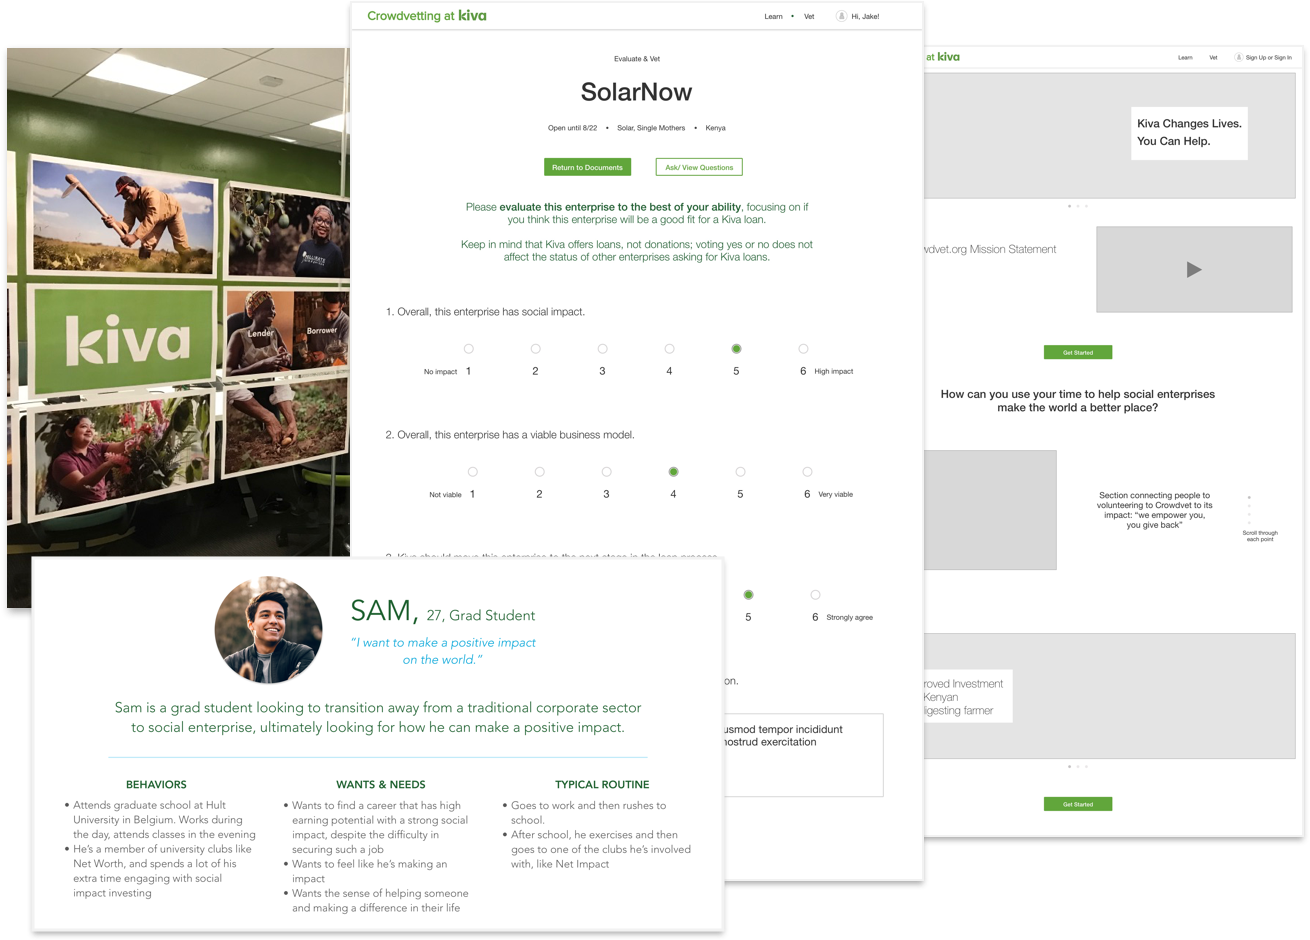 Crowdvetting at kiva
Learn • Vet
Hi, Jake!
Evaluate & Vet
SolarNow
Open until 8/22 • Solar, Single Mothers • Kenya
Return to Documents
Ask/ View Questions
Please evaluate this enterprise to the best of your ability, focusing on if
you think this enterprise will be a good fit for a Kiva loan.
Keep in mind that Kiva offers loans, not donations; voting yes or no does not
affect the status of other enterprises asking for Kiva loans.
1. Overall, this enterprise has social impact.
No impact 1 2 3 4 5 6 High impact
2. Overall, this enterprise has a viable business model.
Not viable 1 2 3 4 5 6 Very viable
3. Kiva should move this enterprise to the next stage in the loan process.
5 6 Strongly agree
on.
usmod tempor incididunt
nostrud exercitation
kiva
Lender
Borrower
at kiva
Learn
Vet
Sign Up or Sign In
Kiva Changes Lives.
You Can Help.
wdvet.org Mission Statement
Get Started
How can you use your time to help social enterprises
make the world a better place?
Section connecting people to
volunteering to Crowdvet to its
impact: “we empower you,
you give back”
Scroll through
each point
roved Investment
Kenyan
igesting farmer
Get Started
SAM, 27, Grad Student
“I want to make a positive impact
on the world.”
Sam is a grad student looking to transition away from a traditional corporate sector
to social enterprise, ultimately looking for how he can make a positive impact.
BEHAVIORS
• Attends graduate school at Hult
University in Belgium. Works during
the day, attends classes in the evening
• He’s a member of university clubs like
Net Worth, and spends a lot of his
extra time engaging with social
impact investing
WANTS & NEEDS
• Wants to find a career that has high
earning potential with a strong social
impact, despite the difficulty in
securing such a job
• Wants to feel like he’s making an
impact
• Wants the sense of helping someone
and making a difference in their life
TYPICAL ROUTINE
• Goes to work and then rushes to
school.
• After school, he exercises and then
goes to one of the clubs he’s involved
with, like Net Impact